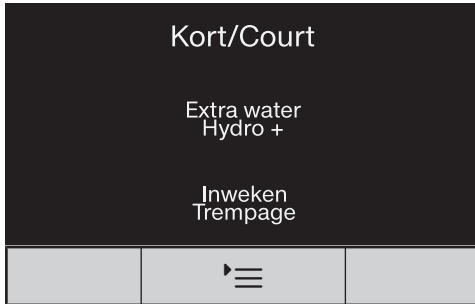 Kort/Court
Extra water
Hydro +
Inweken
Trempage